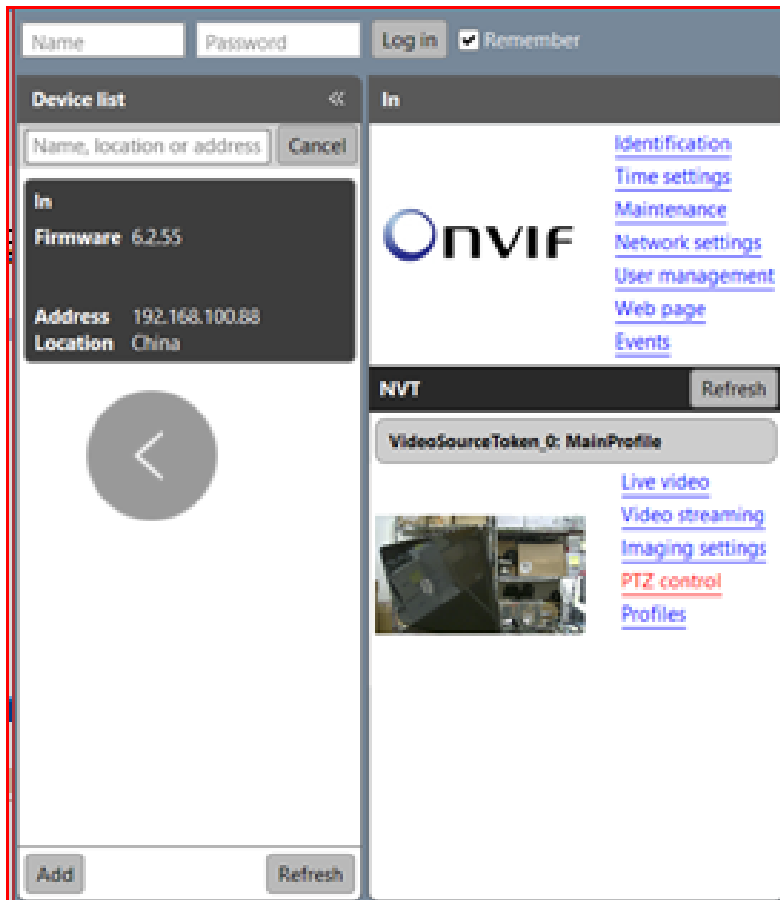 Name Password Log in Remember
Device list
Name, location or address Cancel
In
Firmware 6.2.55
Address 192.168.100.88
Location China
Add Refresh
In
ONVIF
Identification
Time settings
Maintenance
Network settings
User management
Web page
Events
NVT Refresh
VideoSourceToken_0: MainProfile
Live video
Video streaming
Imaging settings
PTZ control
Profiles